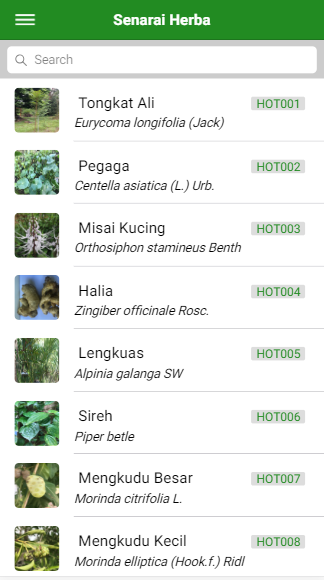 Senarai Herba
Search
Tongkat Ali HOT001
Eurycoma longifolia (Jack)
Pegaga HOT002
Centella asiatica (L.) Urb.
Misai Kucing HOT003
Orthosiphon stamineus Benth
Halia HOT004
Zingiber officinale Rosc.
Lengkuas HOT005
Alpinia galanga SW
Sireh HOT006
Piper betle
Mengkudu Besar HOT007
Morinda citrifolia L.
Mengkudu Kecil HOT008
Morinda elliptica (Hook.f.) Ridl